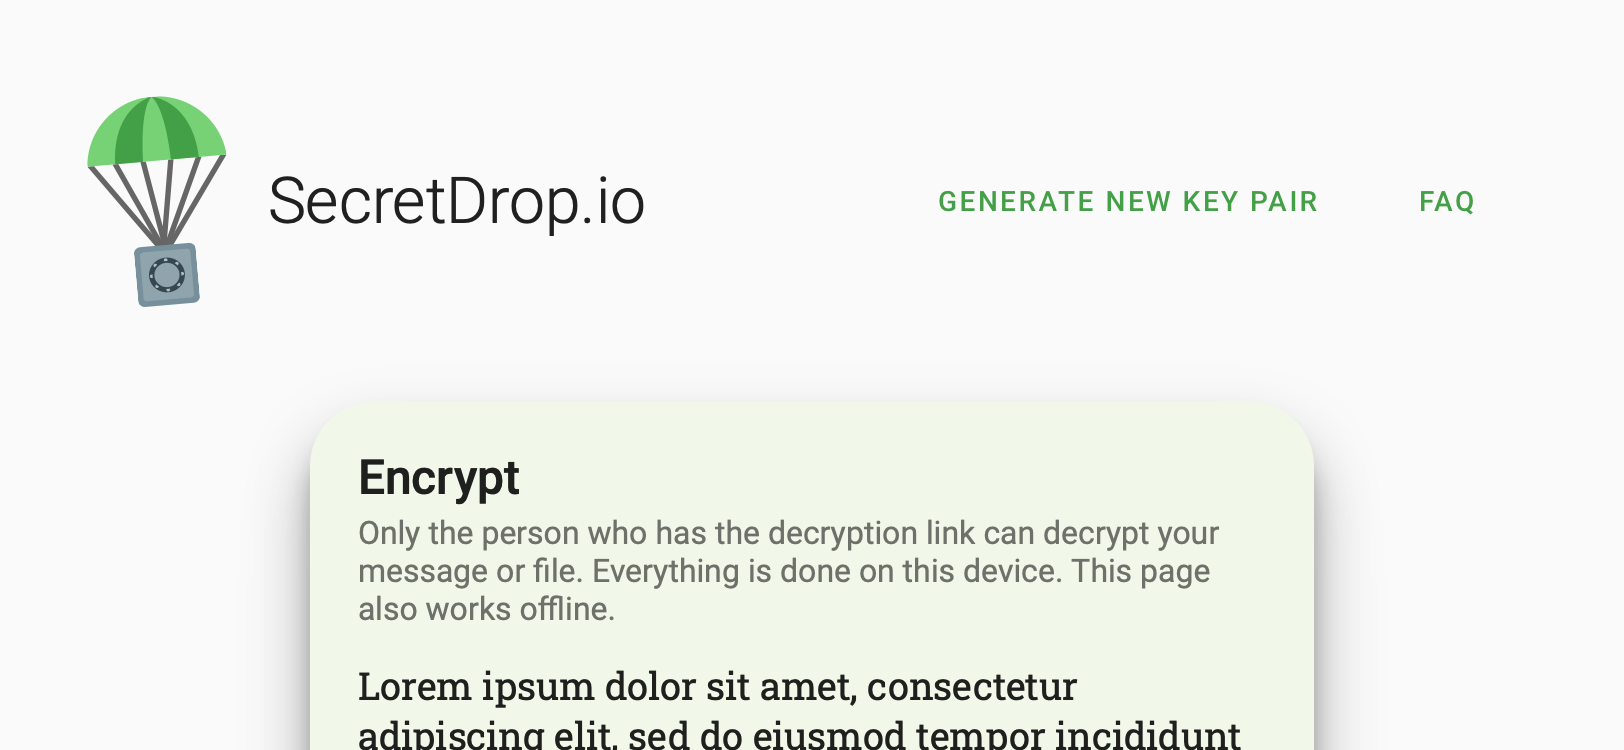 SecretDrop.io
GENERATE NEW KEY PAIR
FAQ
Encrypt
Only the person who has the decryption link can decrypt your
message or file. Everything is done on this device. This page
also works offline.
Lorem ipsum dolor sit amet, consectetur
adipiscing elit, sed do eiusmod tempor incididunt